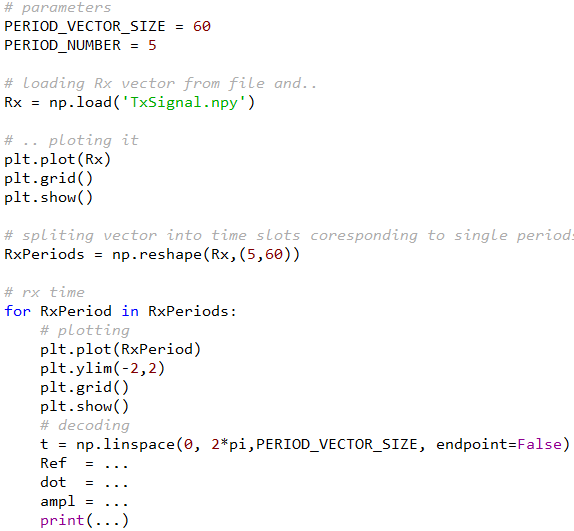 # parameters
PERIOD_VECTOR_SIZE = 60
PERIOD_NUMBER = 5
# loading Rx vector from file and..
Rx = np.load('TxSignal.npy')
# .. ploting it
plt.plot(Rx)
plt.grid()
plt.show()
# spliting vector into time slots coresponding to single periods
RxPeriods = np.reshape(Rx,(5,60))
# rx time
for RxPeriod in RxPeriods:
    # plotting
    plt.plot(RxPeriod)
    plt.ylim(-2,2)
    plt.grid()
    plt.show()
    # decoding
    t = np.linspace(0, 2*pi,PERIOD_VECTOR_SIZE, endpoint=False)
    Ref  = ...
    dot  = ...
    ampl = ...
    print(...)